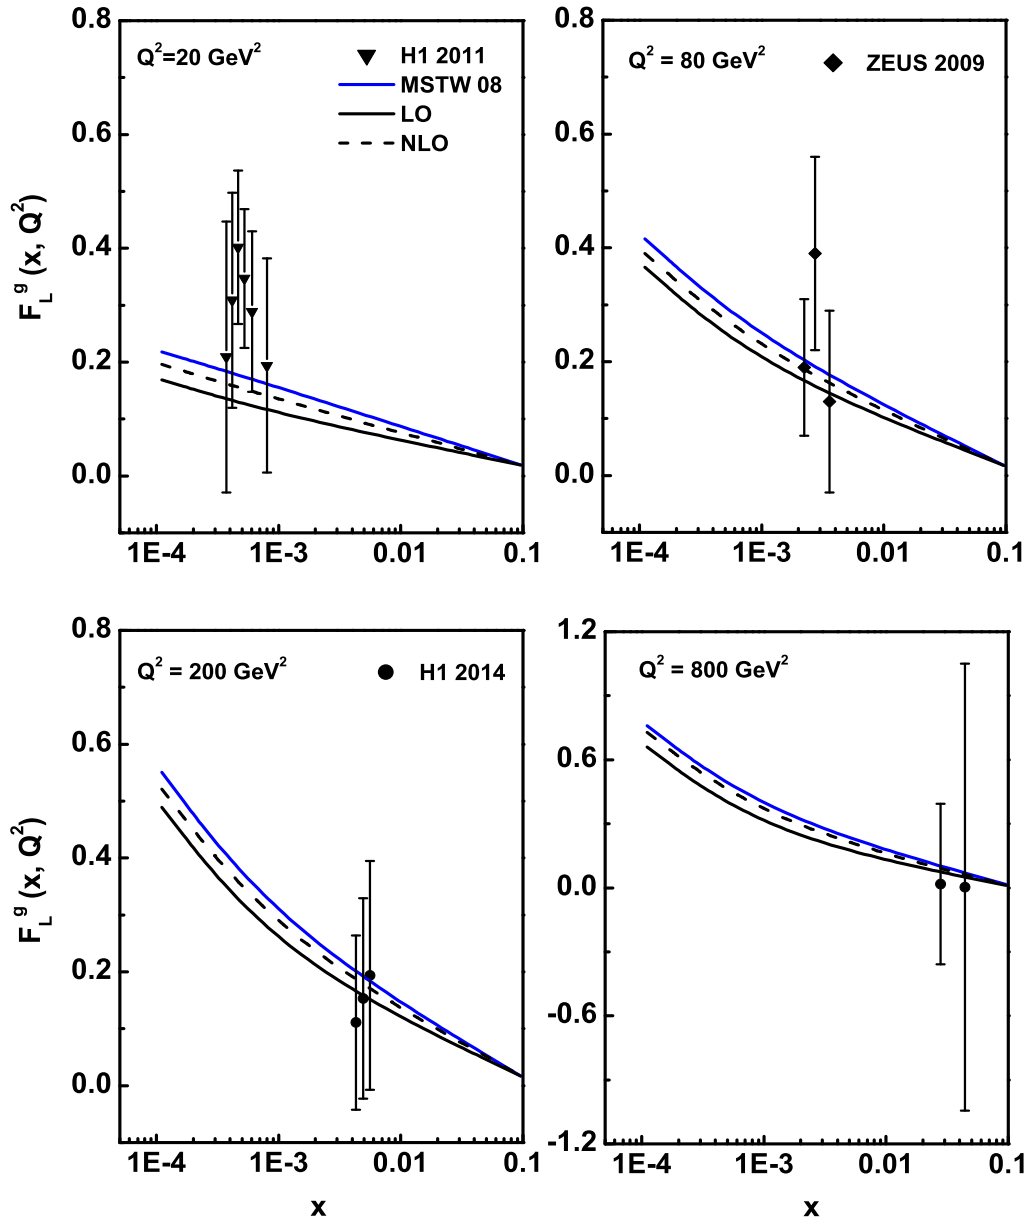 Q²=20 GeV²
H1 2011
MSTW 08
LO
NLO
0.8
0.6
0.4
0.2
0.0
F_L^g (x, Q²)
1E-4 1E-3 0.01 0.1
Q² = 80 GeV²
ZEUS 2009
0.8
0.6
0.4
0.2
0.0
1E-4 1E-3 0.01 0.1
Q² = 200 GeV²
H1 2014
0.8
0.6
0.4
0.2
0.0
F_L^g (x, Q²)
1E-4 1E-3 0.01 0.1
x
Q² = 800 GeV²
1.2
0.6
0.0
-0.6
-1.2
1E-4 1E-3 0.01 0.1
x